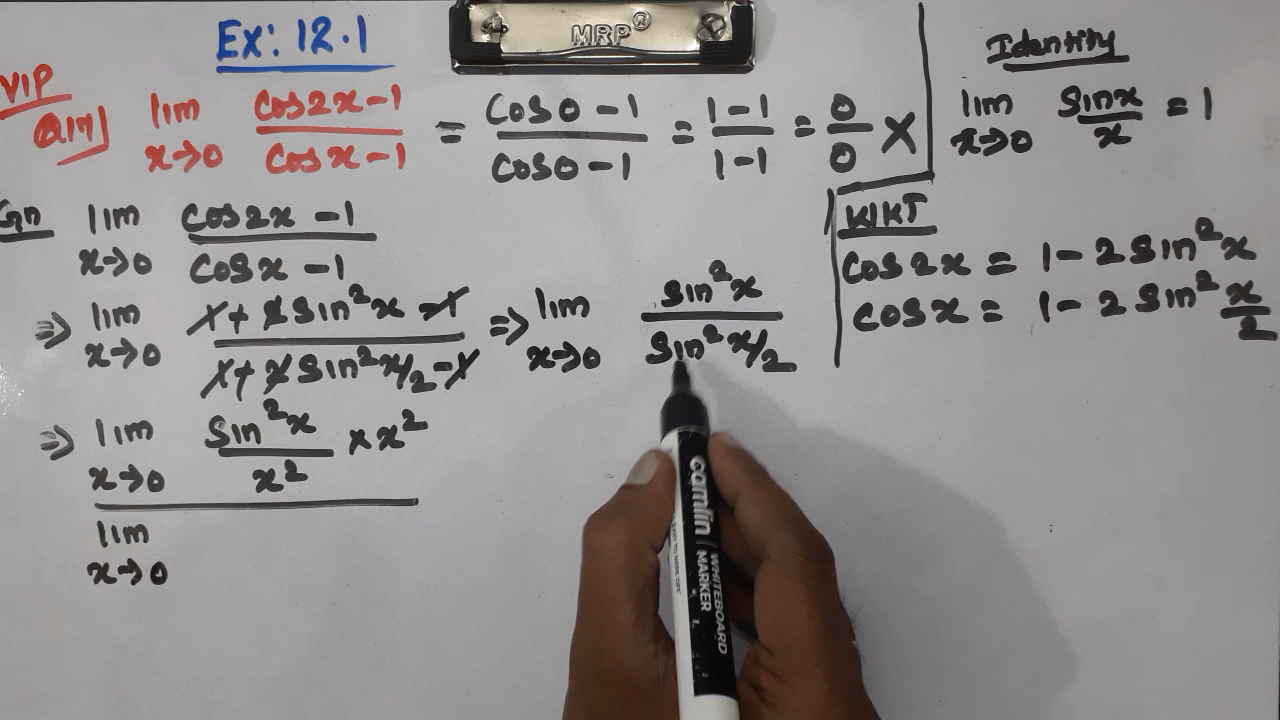 Ex: 12.1
MRP®
VIP
Q17] lim x→0 cos2x-1/cosx-1 = cos0-1/cos0-1 = 1-1/1-1 = 0/0 X
Identity
lim x→0 sinx/x = 1
lim x→0 cos2x-1/cosx-1
KIKT
cos2x = 1-2sin²x
cosx = 1-2sin² x/2
⇒ lim x→0 1+2sin²x-1/1+2sin²x/2-1 ⇒ lim x→0 sin²x/sin²x/2
⇒ lim x→0 sin²x/x² × x²
lim x→0
camlin
WHITEBOARD
MARKER